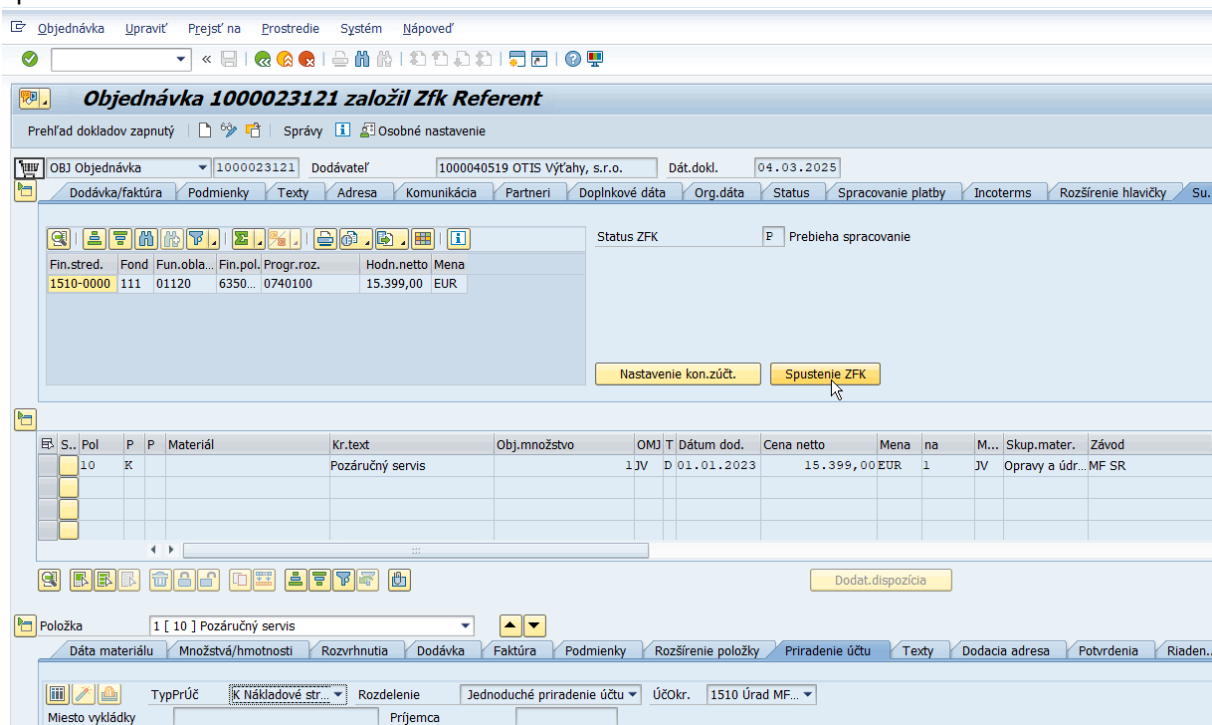 Objednávka Upraviť Prejsť na Prostredie Systém Nápoveď
Objednávka 1000023121 založil Zfk Referent
Prehľad dokladov zapnutý Správy Osobné nastavenie
OBJ Objednávka 1000023121 Dodávateľ 1000040519 OTIS Výťahy, s.r.o. Dát.dokl. 04.03.2025
Dodávka/faktúra Podmienky Texty Adresa Komunikácia Partneri Doplnkové dáta Org.dáta Status Spracovanie platby Incoterms Rozšírenie hlavičky Su.
Status ZFK P Prebieha spracovanie
Fin.stred. Fond Fun.obla... Fin.pol. Progr.roz. Hodn.netto Mena
1510-0000 111 01120 6350... 0740100 15.399,00 EUR
Nastavenie kon.zúčt. Spustenie ZFK
S.. Pol P P Materiál Kr.text Obj.množstvo OMJ T Dátum dod. Cena netto Mena na M... Skup.mater. Závod
10 K Pozáručný servis 1 JV D 01.01.2023 15.399,00 EUR 1 JV Opravy a údr... MF SR
Dodat.dispozícia
Položka 1 [ 10 ] Pozáručný servis
Dáta materiálu Množstvá/hmotnosti Rozvrhnutia Dodávka Faktúra Podmienky Rozšírenie položky Priradenie účtu Texty Dodacia adresa Potvrdenia Riaden..
TypPrÚč K Nákladové str... Rozdelenie Jednoduché priradenie účtu ÚčOkr. 1510 Úrad MF...
Miesto vykládky Príjemca